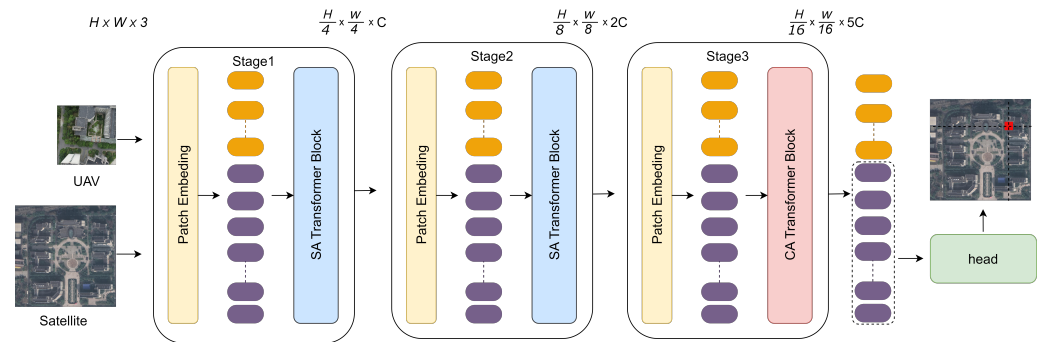 H x W x 3
H/4 x W/4 x C
H/8 x W/8 x 2C
H/16 x W/16 x 5C
Stage1
Stage2
Stage3
UAV
Satellite
Patch Embeding
SA Transformer Block
Patch Embeding
SA Transformer Block
Patch Embeding
CA Transformer Block
head